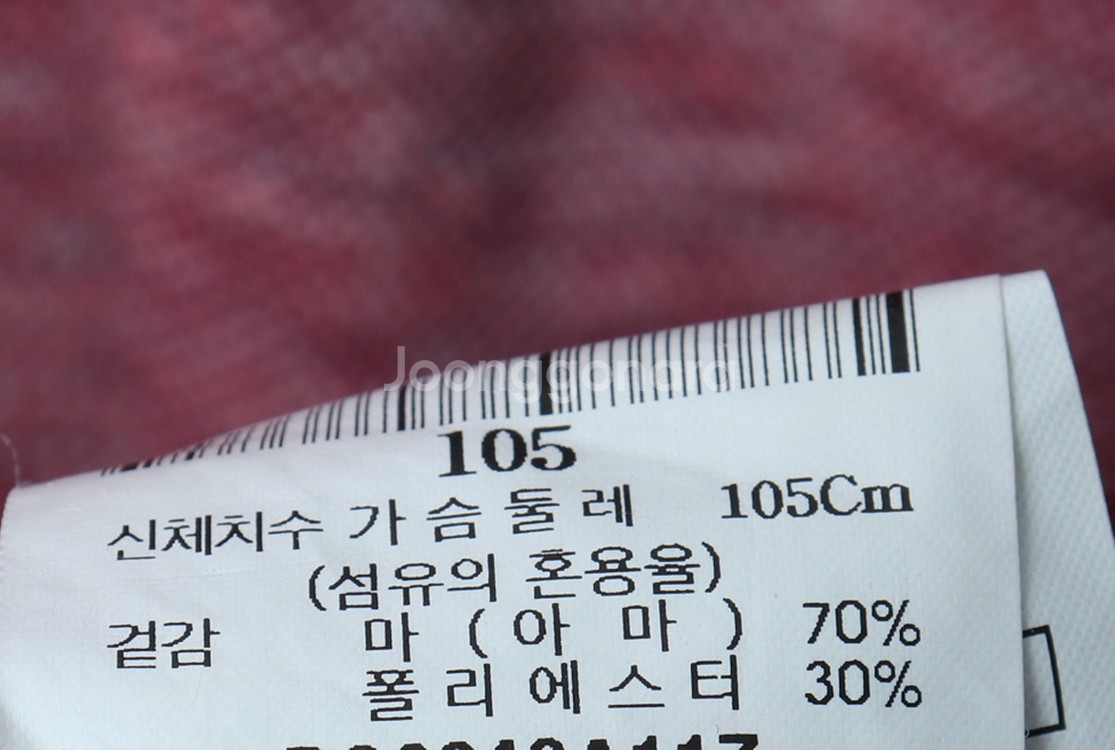 Joonggonara
105
신체치수 가슴둘레 105Cm
(섬유의 혼용율)
겉감 마 (아 마) 70%
폴리에스터 30%